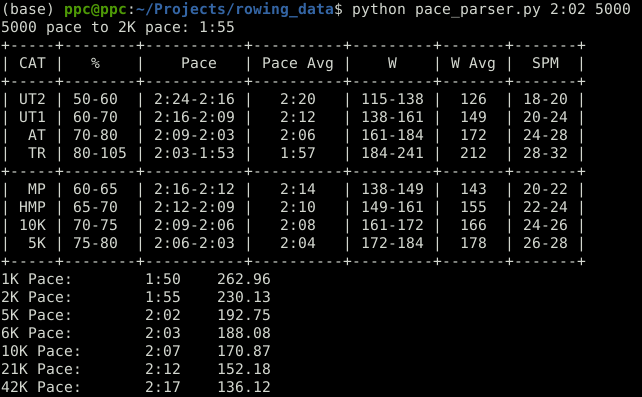 (base) ppc@ppc:~/Projects/rowing_data$ python pace_parser.py 2:02 5000
5000 pace to 2K pace: 1:55
+-----+--------+-----------+----------+---------+-------+-------+
| CAT |   %    |   Pace    | Pace Avg |    W    | W Avg |  SPM  |
+-----+--------+-----------+----------+---------+-------+-------+
| UT2 | 50-60  | 2:24-2:16 |   2:20   | 115-138 |  126  | 18-20 |
| UT1 | 60-70  | 2:16-2:09 |   2:12   | 138-161 |  149  | 20-24 |
|  AT | 70-80  | 2:09-2:03 |   2:06   | 161-184 |  172  | 24-28 |
|  TR | 80-105 | 2:03-1:53 |   1:57   | 184-241 |  212  | 28-32 |
+-----+--------+-----------+----------+---------+-------+-------+
|  MP | 60-65  | 2:16-2:12 |   2:14   | 138-149 |  143  | 20-22 |
| HMP | 65-70  | 2:12-2:09 |   2:10   | 149-161 |  155  | 22-24 |
| 10K | 70-75  | 2:09-2:06 |   2:08   | 161-172 |  166  | 24-26 |
|  5K | 75-80  | 2:06-2:03 |   2:04   | 172-184 |  178  | 26-28 |
+-----+--------+-----------+----------+---------+-------+-------+
1K Pace:        1:50    262.96
2K Pace:        1:55    230.13
5K Pace:        2:02    192.75
6K Pace:        2:03    188.08
10K Pace:       2:07    170.87
21K Pace:       2:12    152.18
42K Pace:       2:17    136.12